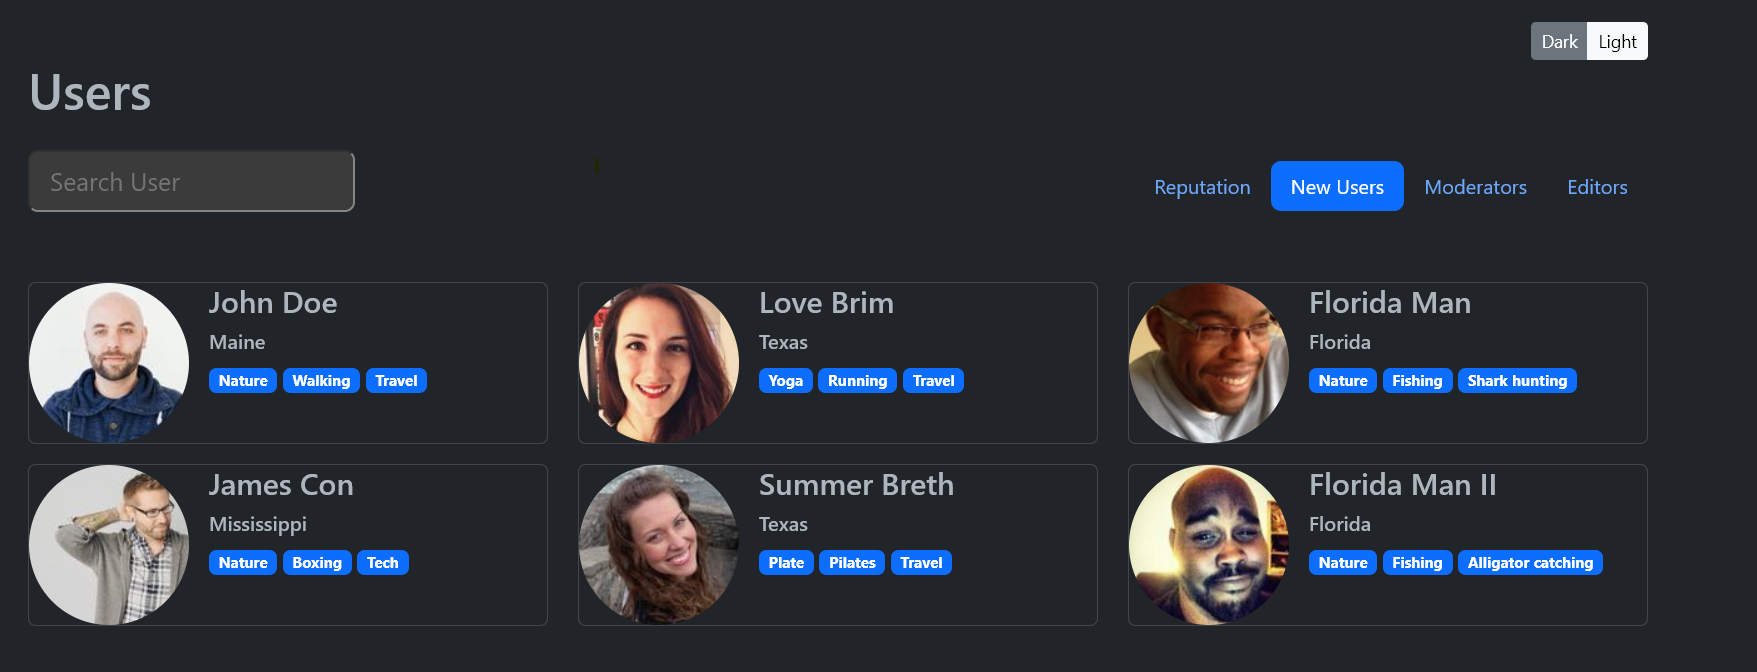 Dark Light
Users
Search User
Reputation New Users Moderators Editors
John Doe
Maine
Nature Walking Travel
Love Brim
Texas
Yoga Running Travel
Florida Man
Florida
Nature Fishing Shark hunting
James Con
Mississippi
Nature Boxing Tech
Summer Breth
Texas
Plate Pilates Travel
Florida Man II
Florida
Nature Fishing Alligator catching